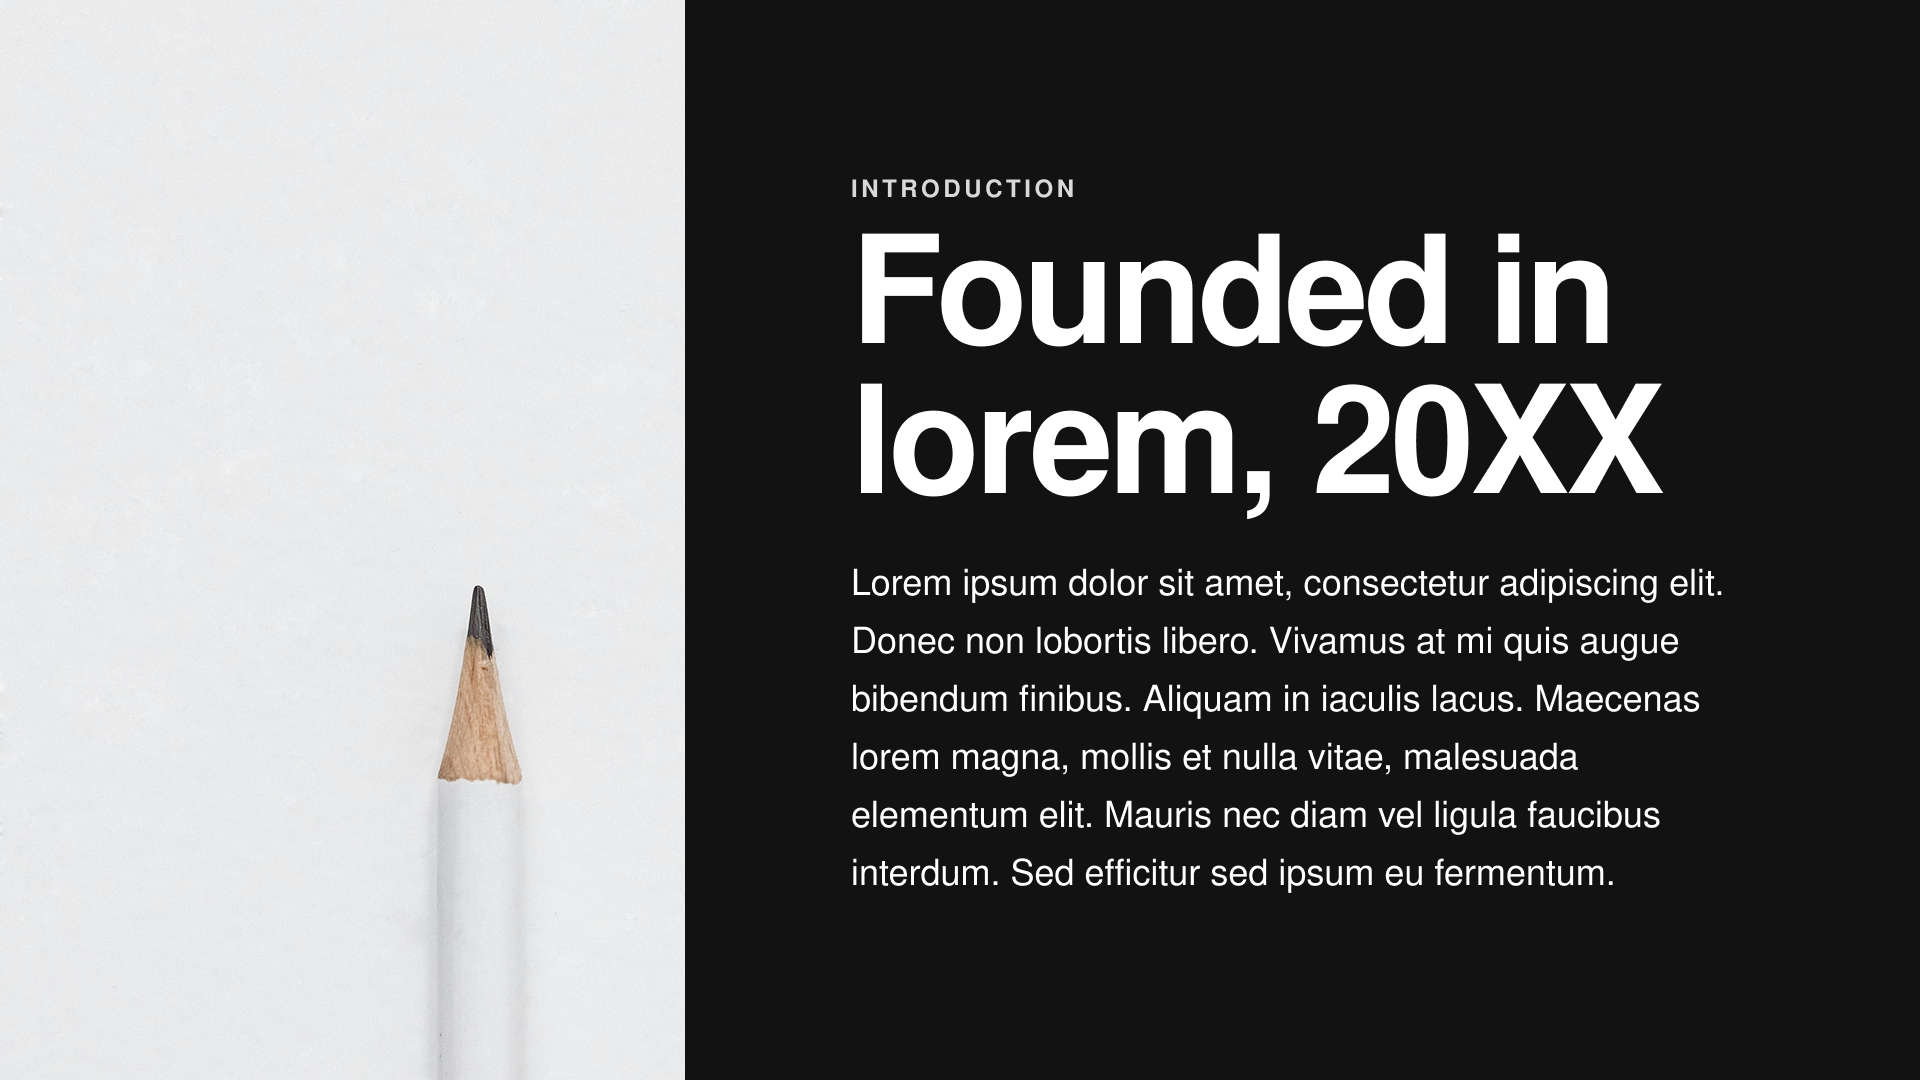 INTRODUCTION
Founded in
lorem, 20XX
Lorem ipsum dolor sit amet, consectetur adipiscing elit.
Donec non lobortis libero. Vivamus at mi quis augue
bibendum finibus. Aliquam in iaculis lacus. Maecenas
lorem magna, mollis et nulla vitae, malesuada
elementum elit. Mauris nec diam vel ligula faucibus
interdum. Sed efficitur sed ipsum eu fermentum.